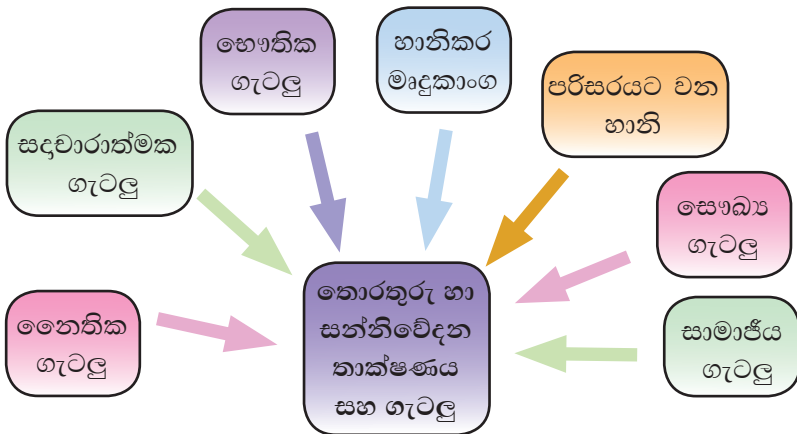 භෞතික
ගැටලු
හානිකර
මෘදුකාංග
පරිසරයට වන
හානි
සදාචාරාත්මක
ගැටලු
සෞඛ්‍ය
ගැටලු
නෛතික
ගැටලු
තොරතුරු හා
සන්නිවේදන
තාක්ෂණය
සහ ගැටලු
සාමාජීය
ගැටලු